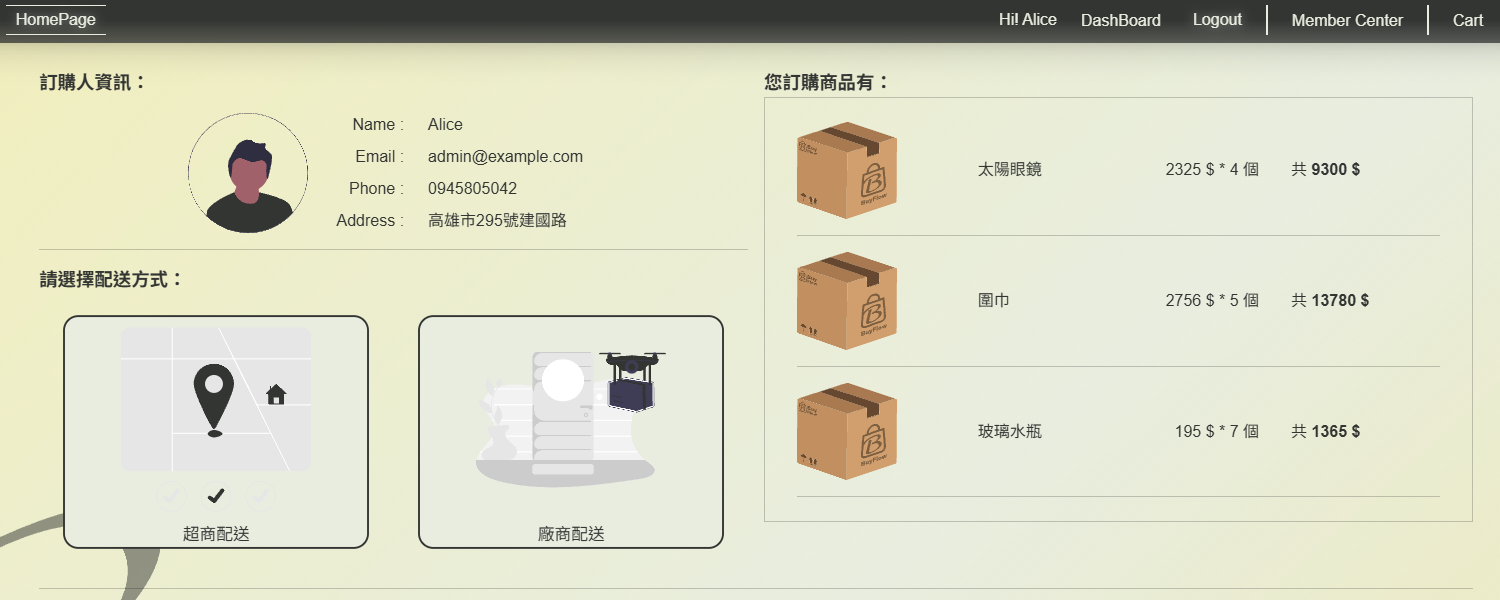 HomePage
Hi! Alice
DashBoard
Logout
Member Center
Cart
訂購人資訊：
Name : Alice
Email : admin@example.com
Phone : 0945805042
Address : 高雄市295號建國路
請選擇配送方式：
超商配送
廠商配送
您訂購商品有：
太陽眼鏡 2325 $ * 4 個 共 9300 $
圍巾 2756 $ * 5 個 共 13780 $
玻璃水瓶 195 $ * 7 個 共 1365 $
BuyFlow
BuyFlow
BuyFlow